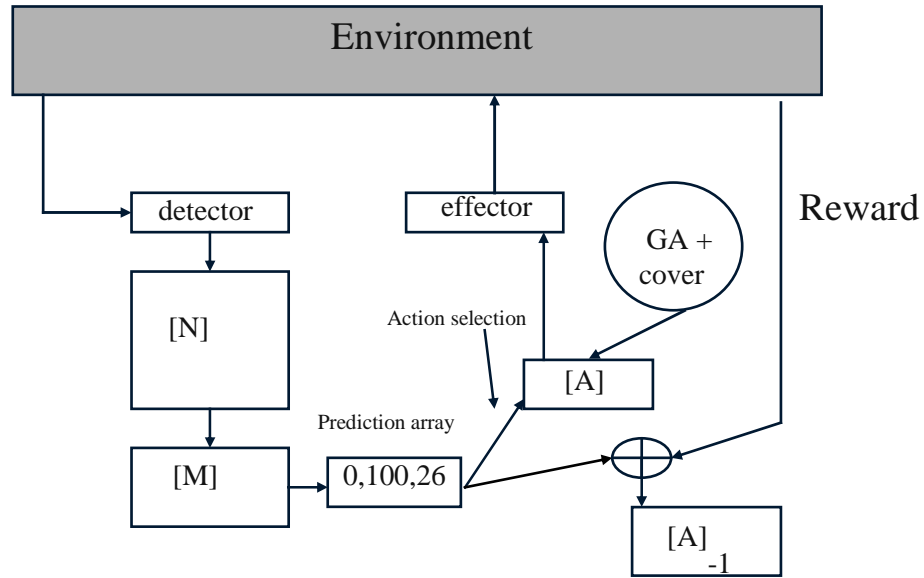 Environment
detector
effector
Reward
GA +
cover
[N]
Action selection
[A]
Prediction array
[M]
0,100,26
[A]
-1